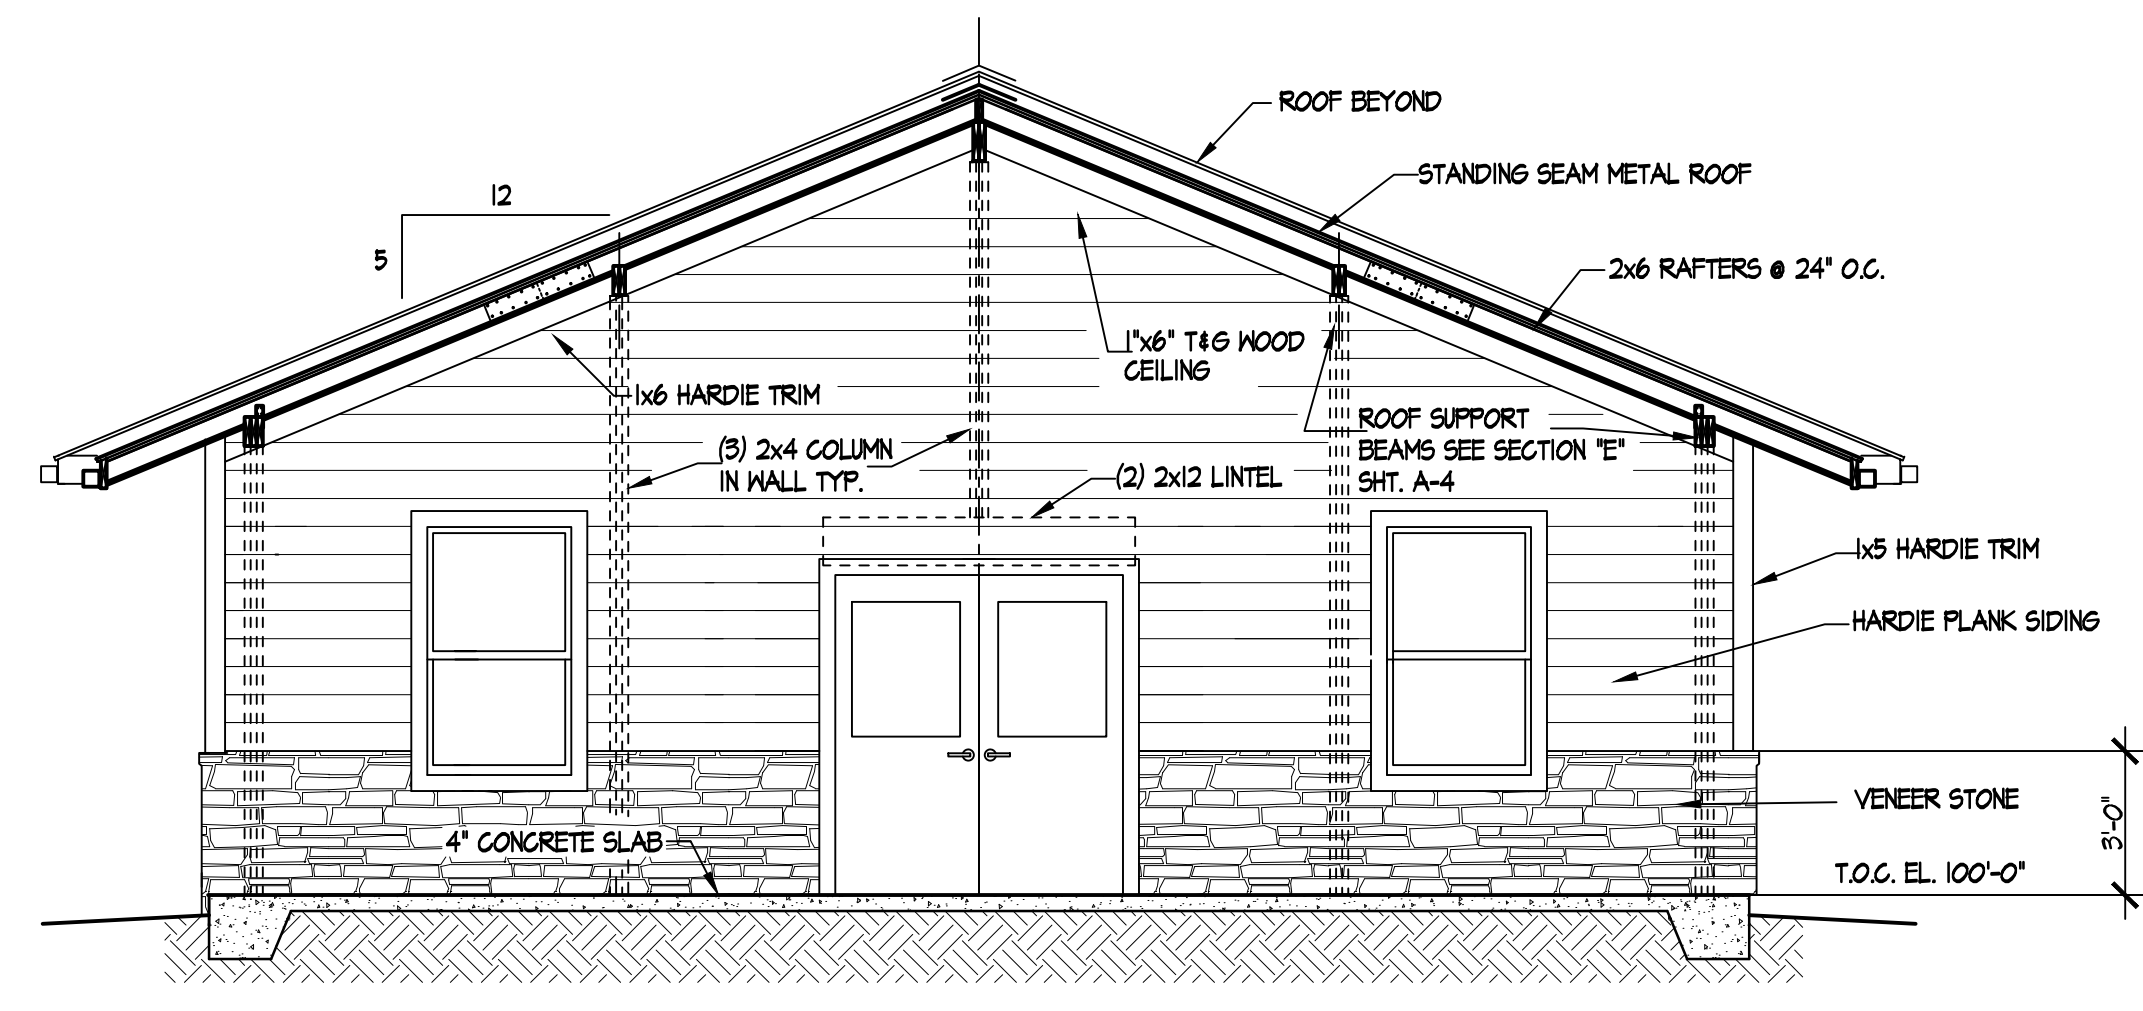 ROOF BEYOND
STANDING SEAM METAL ROOF
12
5
2x6 RAFTERS @ 24" O.C.
1"x6" T&G WOOD
CEILING
1x6 HARDIE TRIM
ROOF SUPPORT
BEAMS SEE SECTION "E"
SHT. A-4
(3) 2x4 COLUMN
IN WALL TYP.
(2) 2x12 LINTEL
1x5 HARDIE TRIM
HARDIE PLANK SIDING
VENEER STONE
3'-0"
4" CONCRETE SLAB
T.O.C. EL. 100'-0"